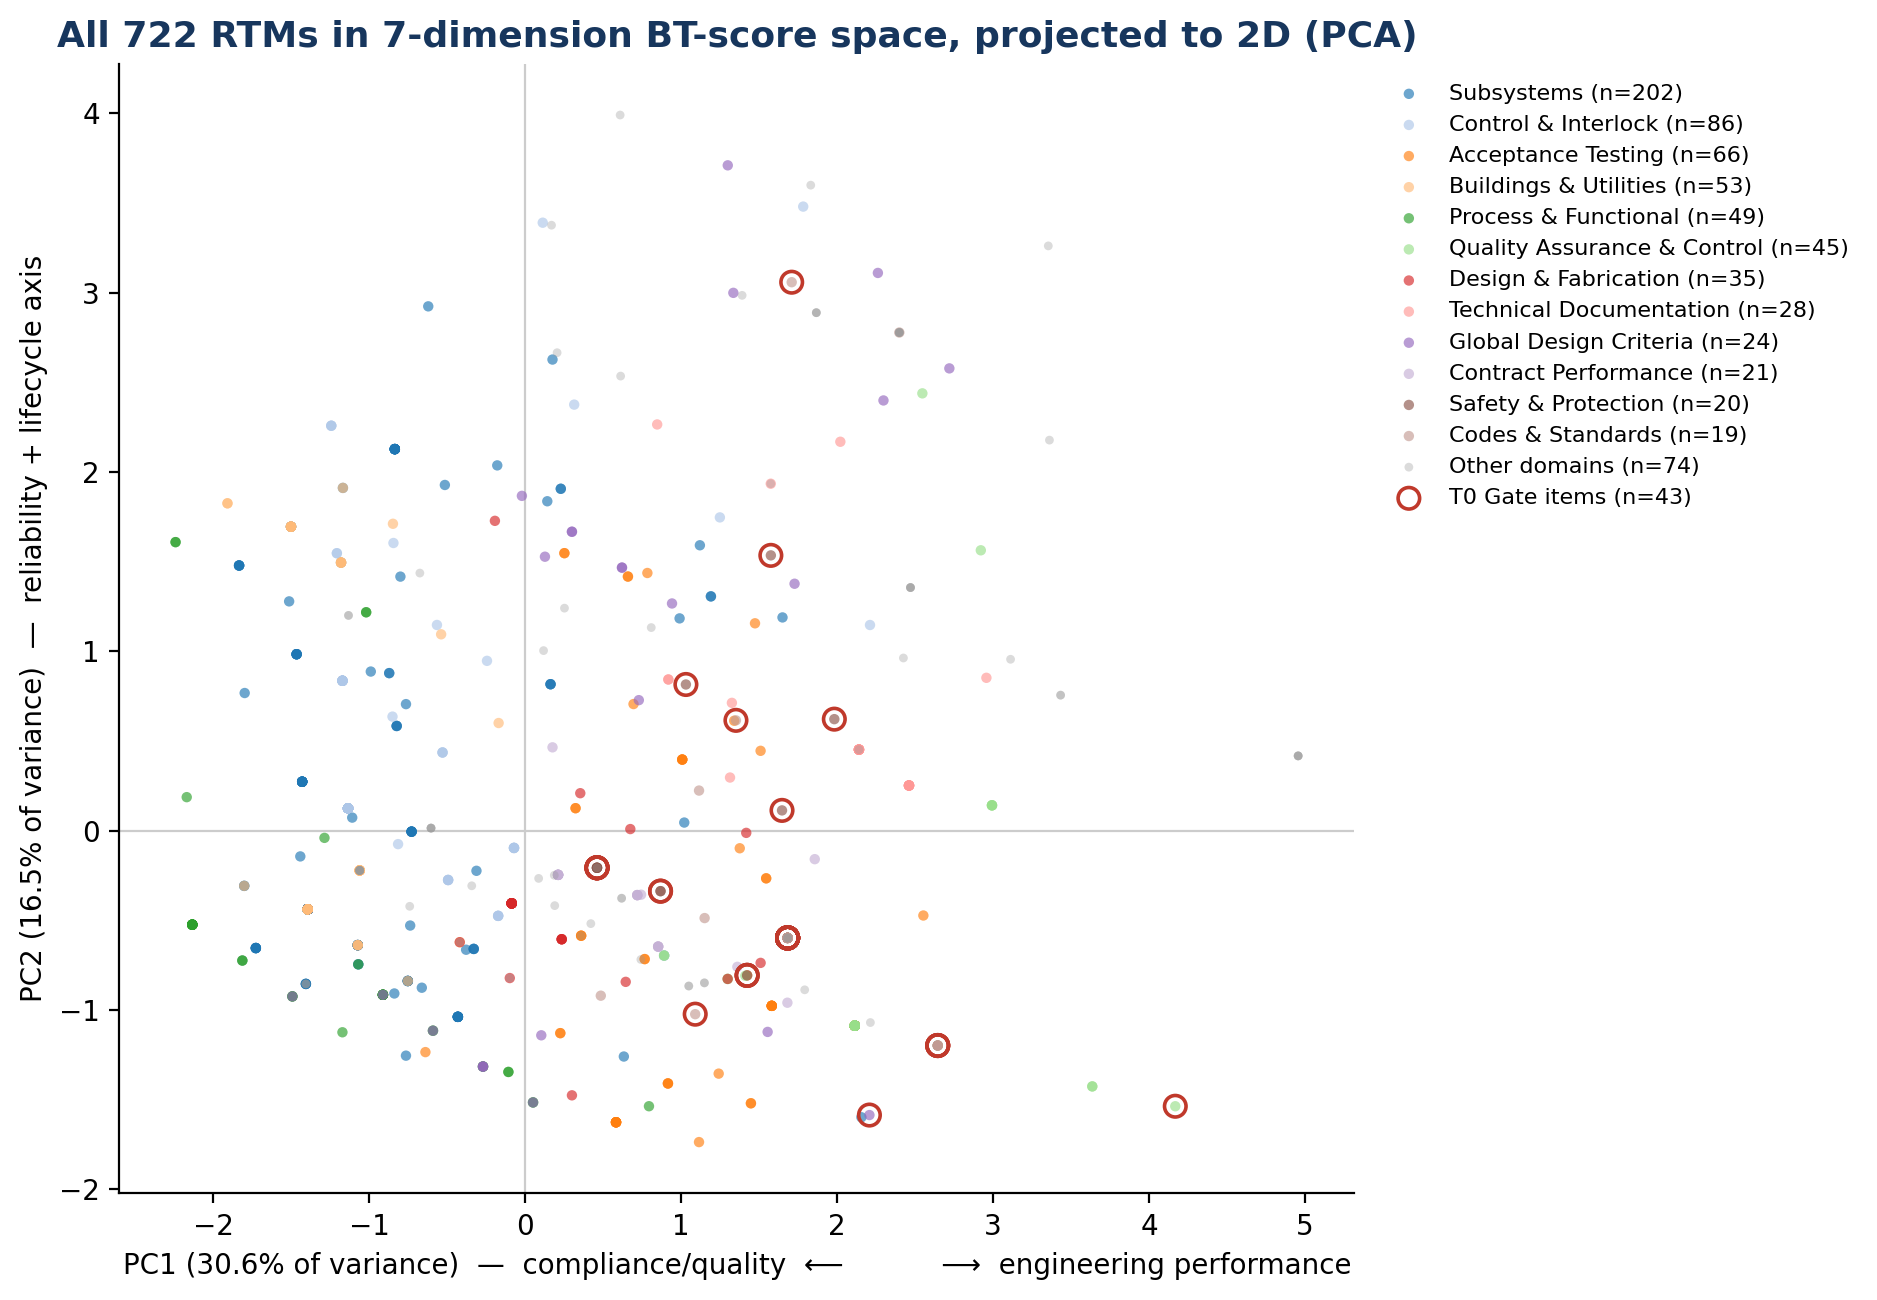 All 722 RTMs in 7-dimension BT-score space, projected to 2D (PCA)
Subsystems (n=202)
Control & Interlock (n=86)
Acceptance Testing (n=66)
Buildings & Utilities (n=53)
Process & Functional (n=49)
Quality Assurance & Control (n=45)
Design & Fabrication (n=35)
Technical Documentation (n=28)
Global Design Criteria (n=24)
Contract Performance (n=21)
Safety & Protection (n=20)
Codes & Standards (n=19)
Other domains (n=74)
T0 Gate items (n=43)
PC2 (16.5% of variance) — reliability + lifecycle axis
4
3
2
1
0
−1
−2
−2 −1 0 1 2 3 4 5
PC1 (30.6% of variance) — compliance/quality ⟵ ⟶ engineering performance